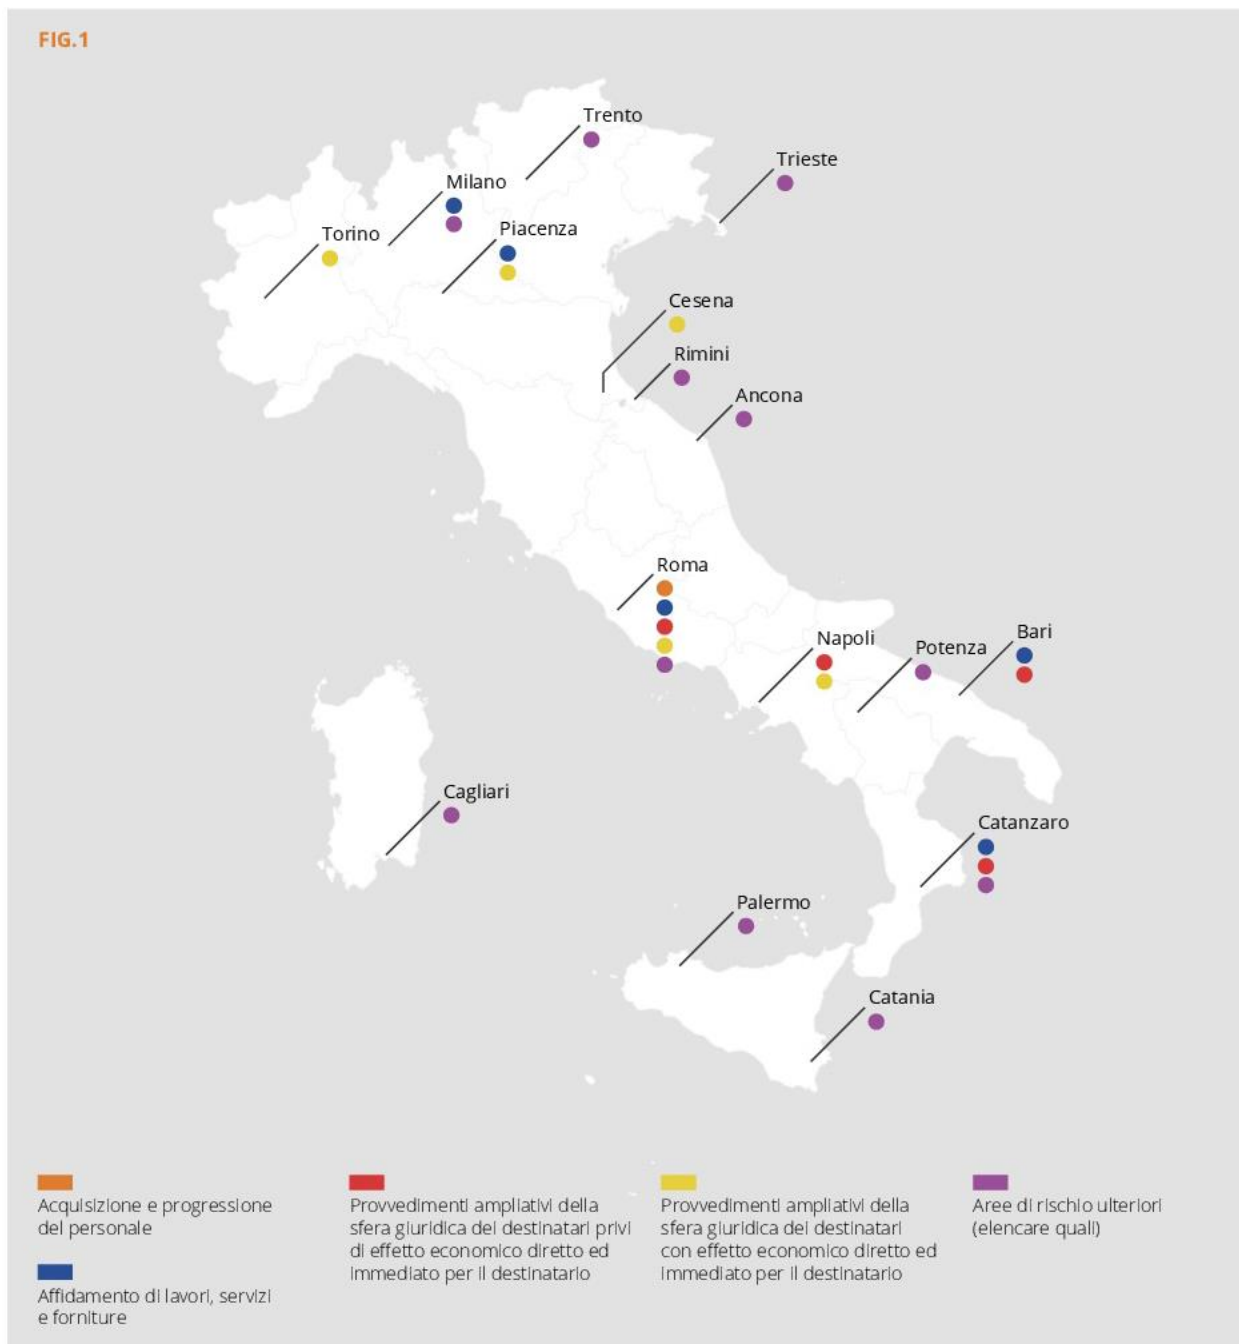 FIG.1
Trento
Trieste
Milano
Piacenza
Torino
Cesena
Rimini
Ancona
Roma
Napoli
Potenza
Bari
Cagliari
Catanzaro
Palermo
Catania
Acquisizione e progressione
del personale
Affidamento di lavori, servizi
e forniture
Provvedimenti ampliativi della
sfera giuridica dei destinatari privi
di effetto economico diretto ed
immediato per il destinatario
Provvedimenti ampliativi della
sfera giuridica dei destinatari
con effetto economico diretto ed
immediato per il destinatario
Aree di rischio ulteriori
(elencare quali)